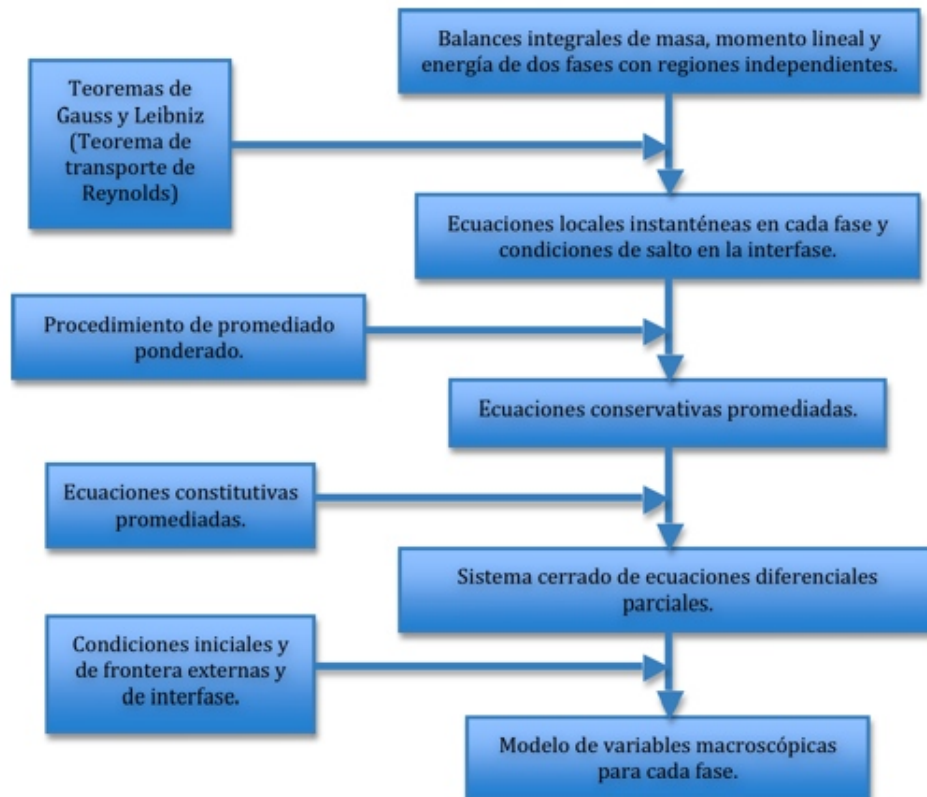 Balances integrales de masa, momento lineal y
energía de dos fases con regiones independientes.
Teoremas de
Gauss y Leibniz
(Teorema de
transporte de
Reynolds)
Ecuaciones locales instanténeas en cada fase y
condiciones de salto en la interfase.
Procedimiento de promediado
ponderado.
Ecuaciones conservativas promediadas.
Ecuaciones constitutivas
promediadas.
Sistema cerrado de ecuaciones diferenciales
parciales.
Condiciones iniciales y
de frontera externas y
de interfase.
Modelo de variables macroscópicas
para cada fase.